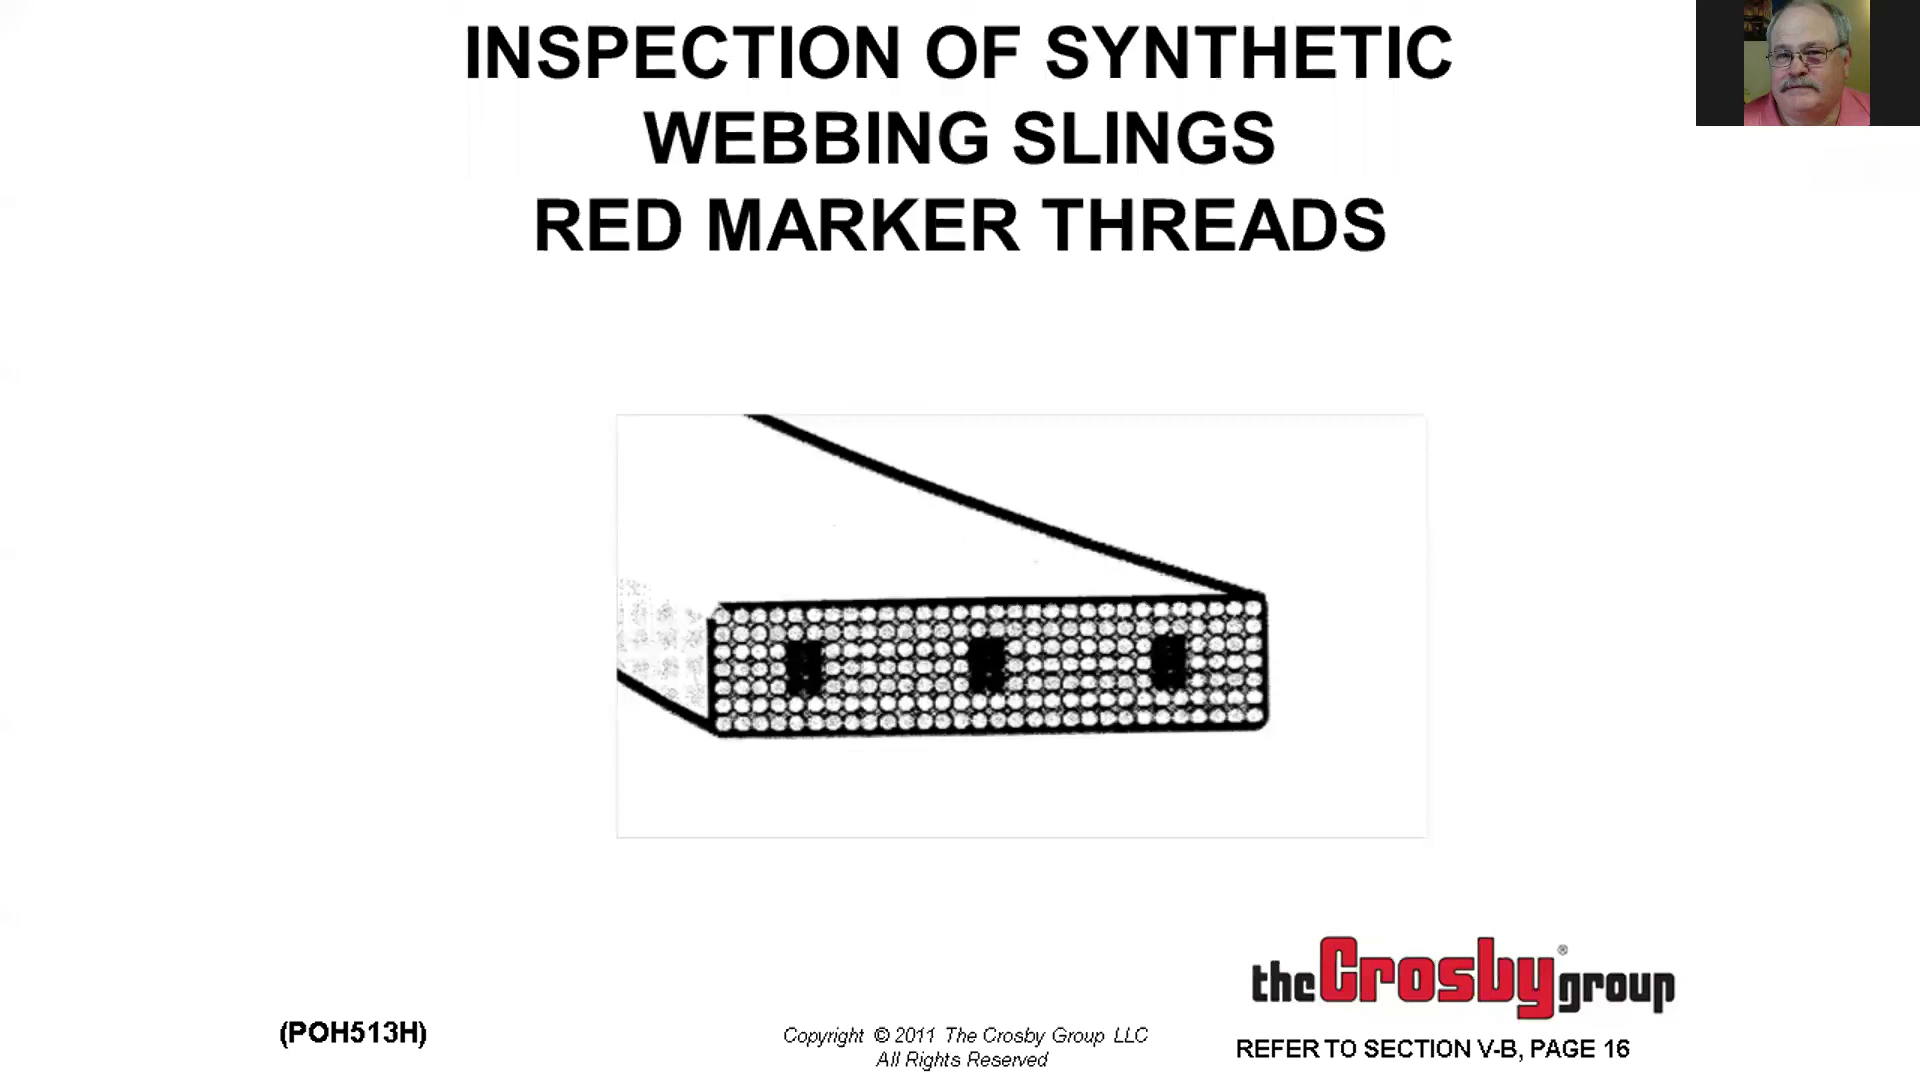 INSPECTION OF SYNTHETIC
WEBBING SLINGS
RED MARKER THREADS
theCrosbygroup®
(POH513H)
Copyright © 2011 The Crosby Group LLC
All Rights Reserved
REFER TO SECTION V-B, PAGE 16